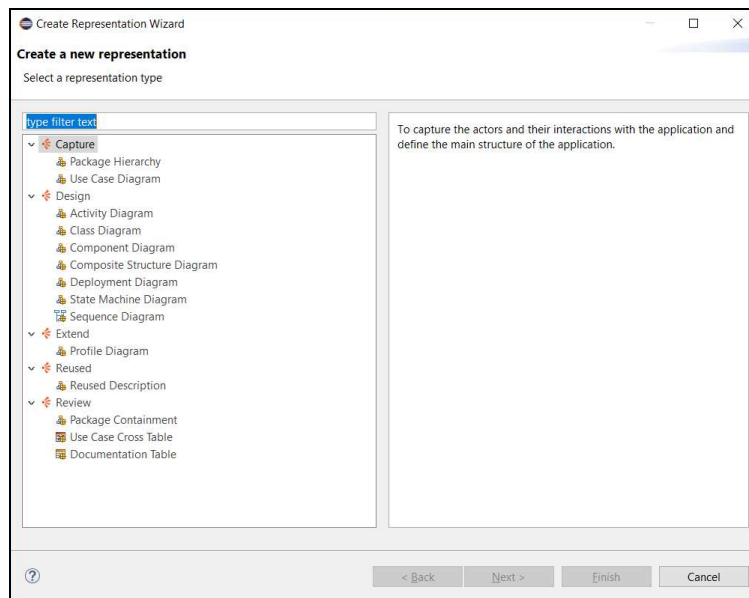 Create Representation Wizard
Create a new representation
Select a representation type
type filter text
Capture
Package Hierarchy
Use Case Diagram
Design
Activity Diagram
Class Diagram
Component Diagram
Composite Structure Diagram
Deployment Diagram
State Machine Diagram
Sequence Diagram
Extend
Profile Diagram
Reused
Reused Description
Review
Package Containment
Use Case Cross Table
Documentation Table
To capture the actors and their interactions with the application and
define the main structure of the application.
?
< Back
Next >
Finish
Cancel